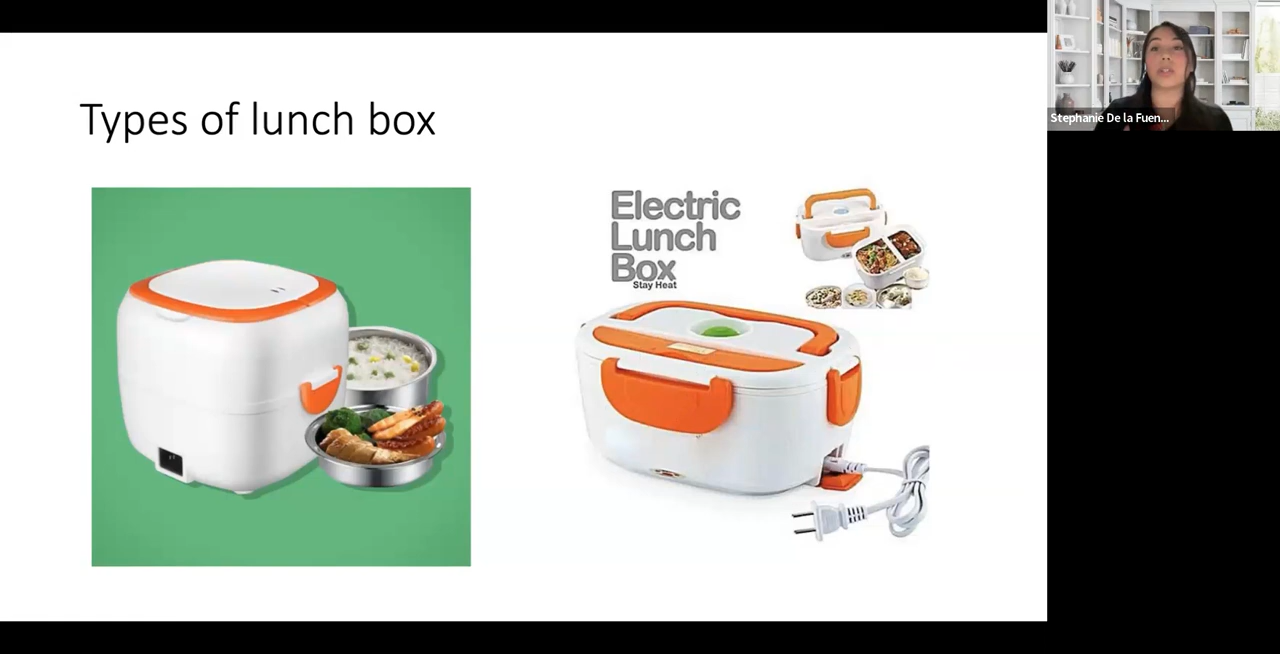 Types of lunch box
Electric
Lunch
Box
Stay Heat
Stephanie De la Fuen...